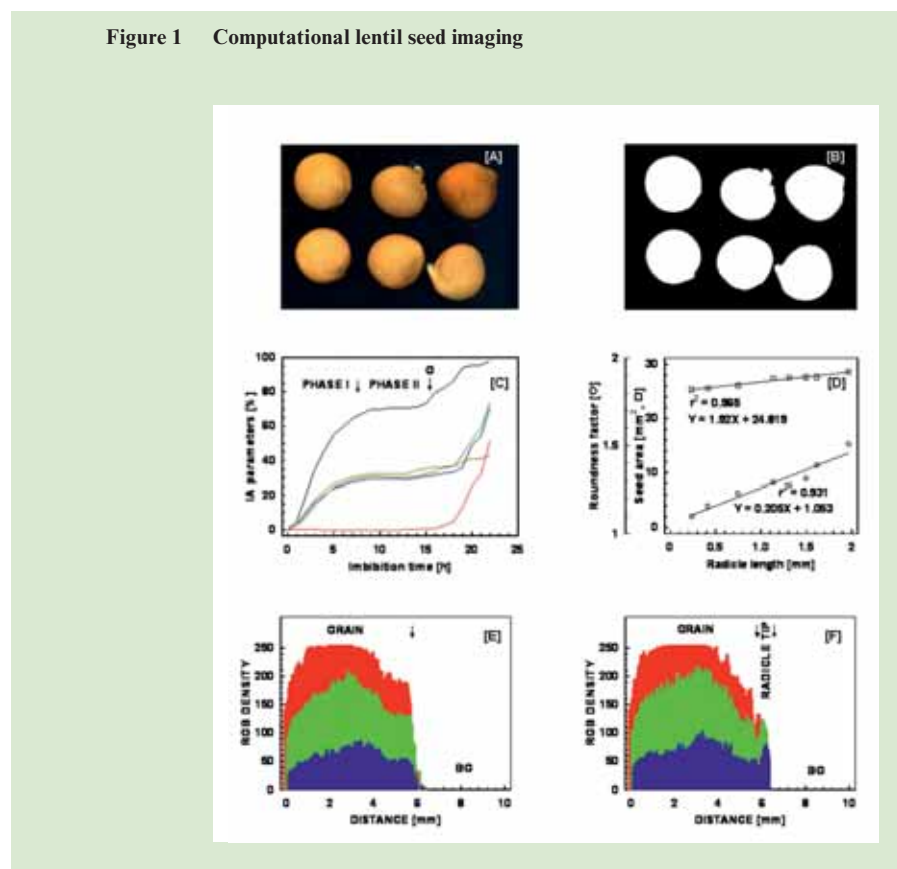 Figure 1 Computational lentil seed imaging
[A]
[B]
100
80
60
40
20
0
IA parameters [%]
PHASE I ↓ PHASE II ↓
G
[C]
0 5 10 15 20 25
Imbibition time [h]
2
1.5
1
Roundness factor [O]
30
20
10
0
Seed area [mm², □]
[D]
Y = 1.92X + 24.819
r² = 0.931
Y = 0.205X + 1.053
0 0.5 1.0 1.5 2
Radicle length [mm]
250
200
150
100
50
0
RGB DENSITY
GRAIN ↓
[E]
BG
0 2 4 6 8 10
DISTANCE [mm]
250
200
150
100
50
0
RGB DENSITY
GRAIN ↓ ↓
RADICLE TIP
[F]
BG
0 2 4 6 8 10
DISTANCE [mm]